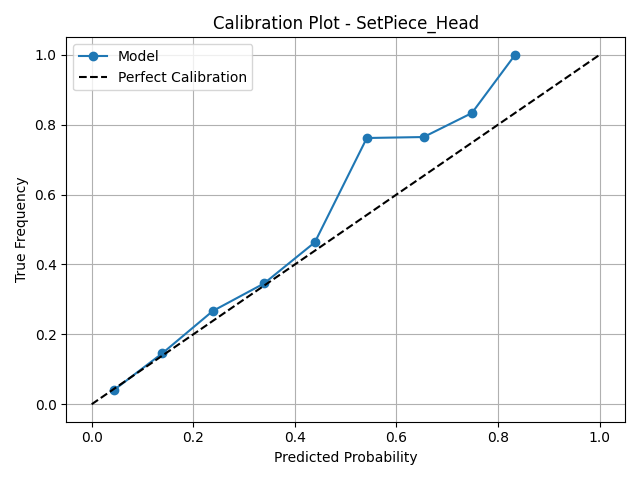 Calibration Plot - SetPiece_Head
Model
Perfect Calibration
True Frequency
1.0
0.8
0.6
0.4
0.2
0.0
0.0 0.2 0.4 0.6 0.8 1.0
Predicted Probability